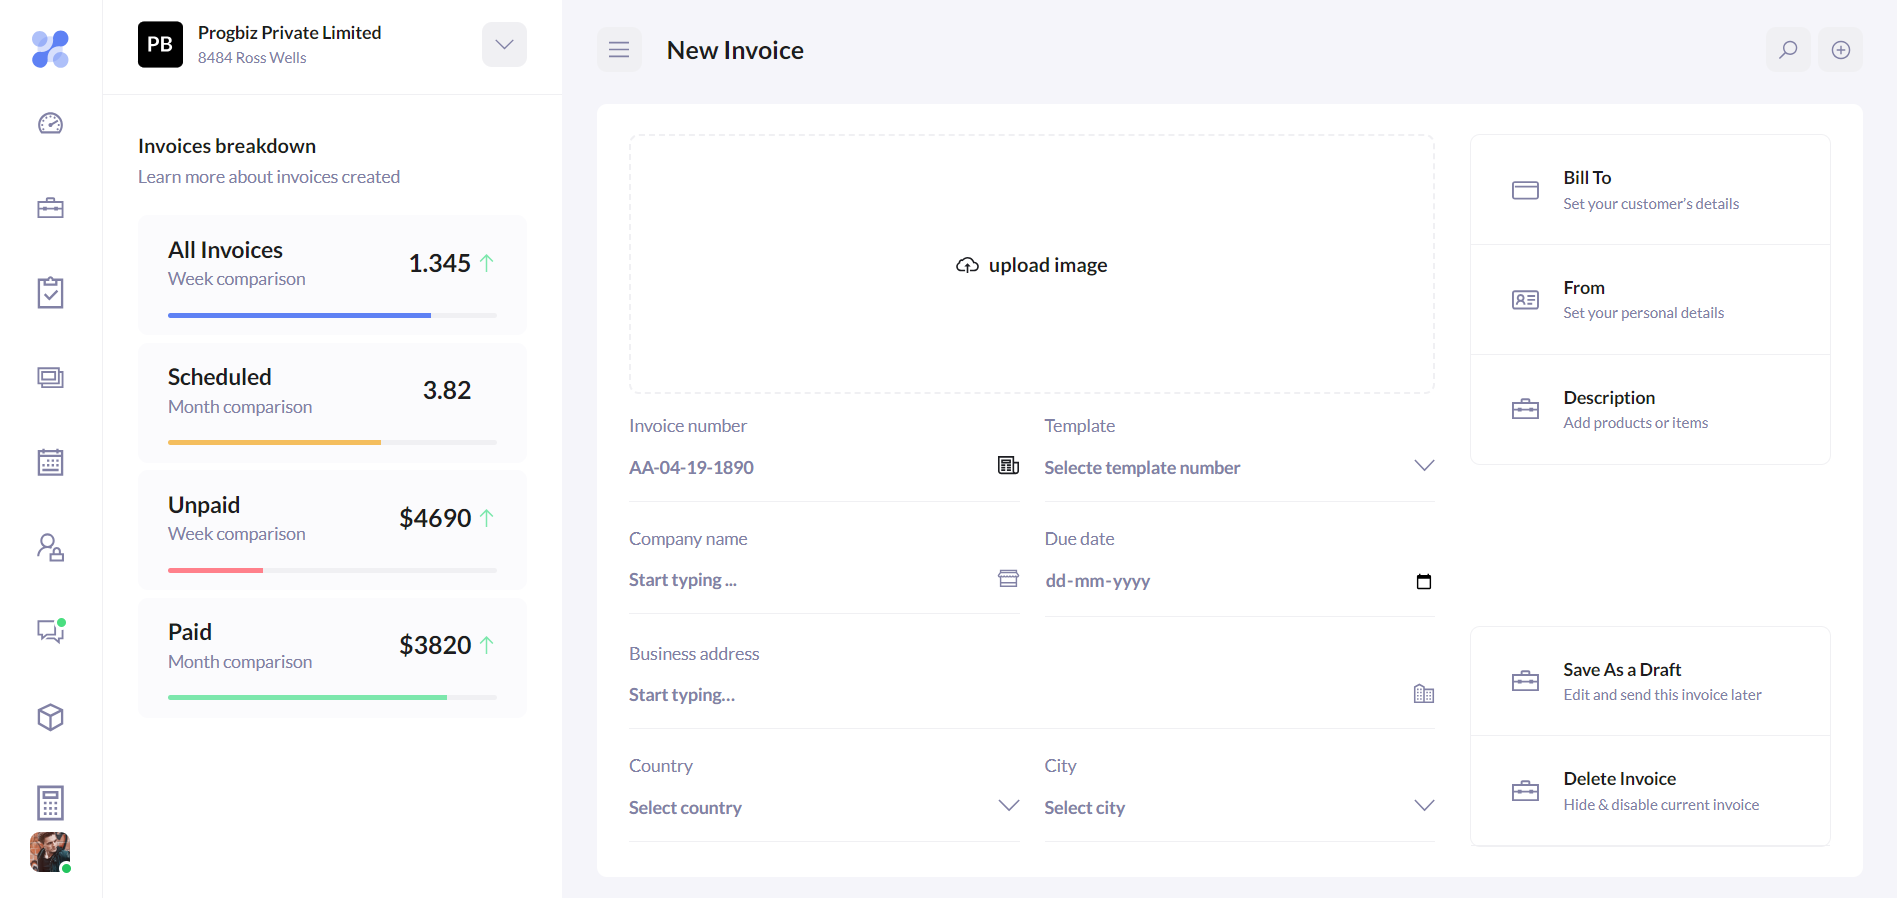 PB
Progbiz Private Limited
8484 Ross Wells
Invoices breakdown
Learn more about invoices created
All Invoices
Week comparison
1.345
Scheduled
Month comparison
3.82
Unpaid
Week comparison
$4690
Paid
Month comparison
$3820
New Invoice
upload image
Invoice number
AA-04-19-1890
Template
Selecte template number
Company name
Start typing ...
Due date
dd-mm-yyyy
Business address
Start typing...
Country
Select country
City
Select city
Bill To
Set your customer's details
From
Set your personal details
Description
Add products or items
Save As a Draft
Edit and send this invoice later
Delete Invoice
Hide & disable current invoice